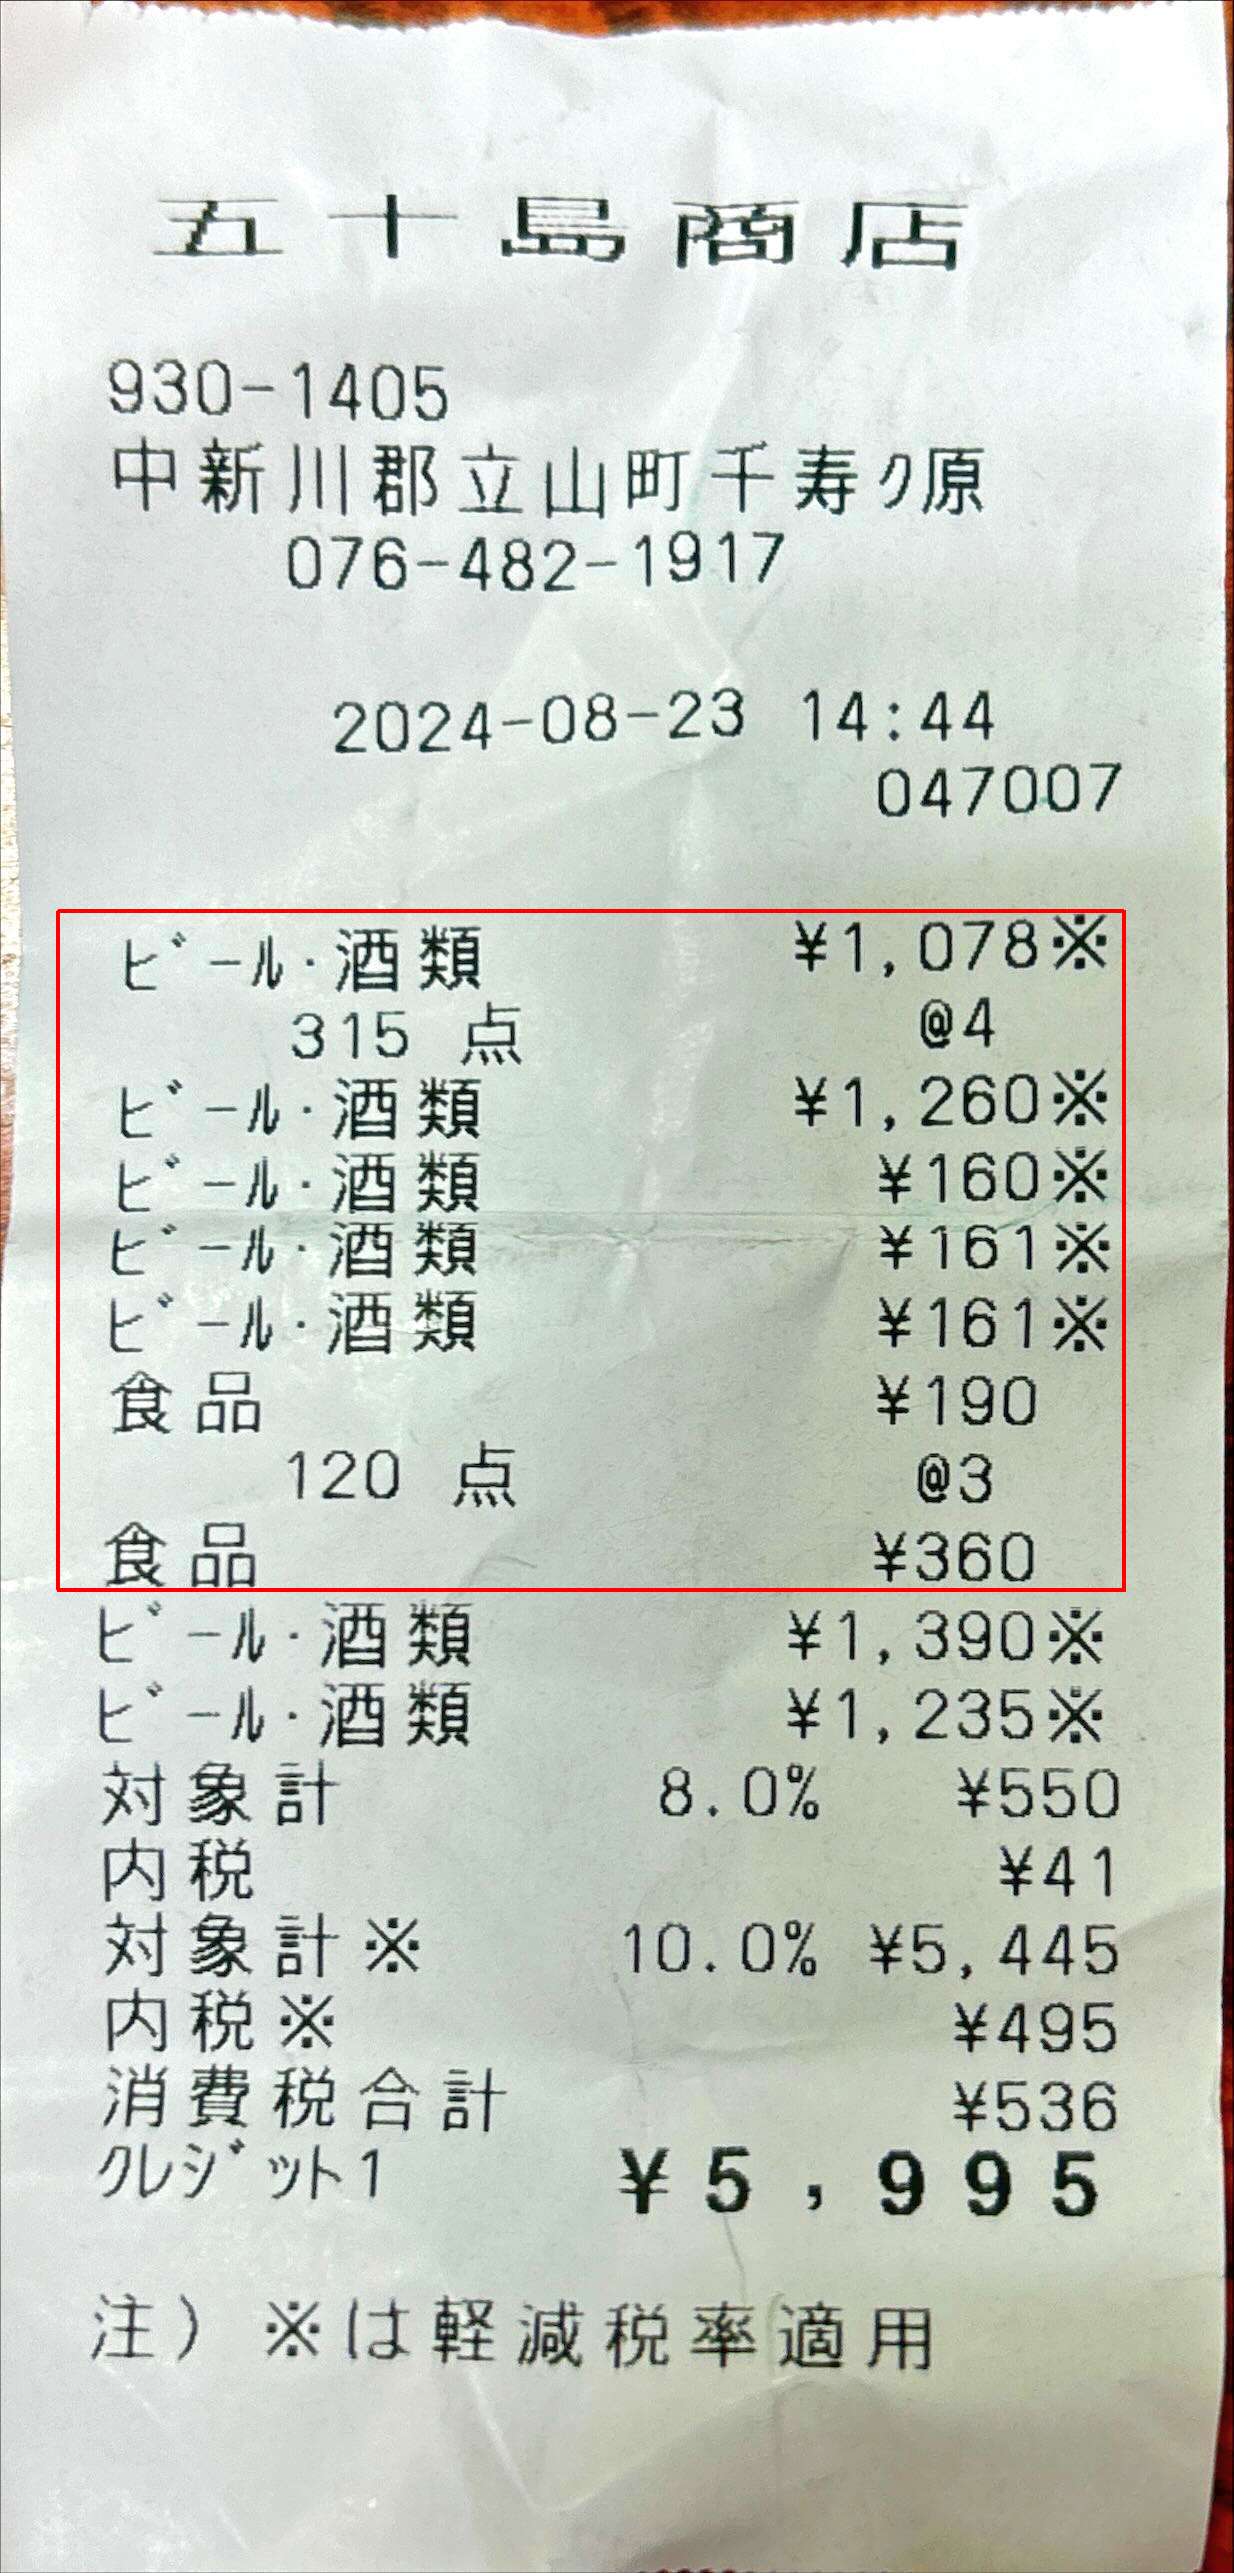 五十島商店
930-1405
中新川郡立山町千寿ケ原
076-482-1917
2024-08-23 14:44
047007
ビール・酒類 ¥1,078※
315 点 @4
ビール・酒類 ¥1,260※
ビール・酒類 ¥160※
ビール・酒類 ¥161※
ビール・酒類 ¥161※
食品 ¥190
120 点 @3
食品 ¥360
ビール・酒類 ¥1,390※
ビール・酒類 ¥1,235※
対象計 8.0% ¥550
内税 ¥41
対象計※ 10.0% ¥5,445
内税※ ¥495
消費税合計 ¥536
クレジット1 ¥5,995
注)※は軽減税率適用